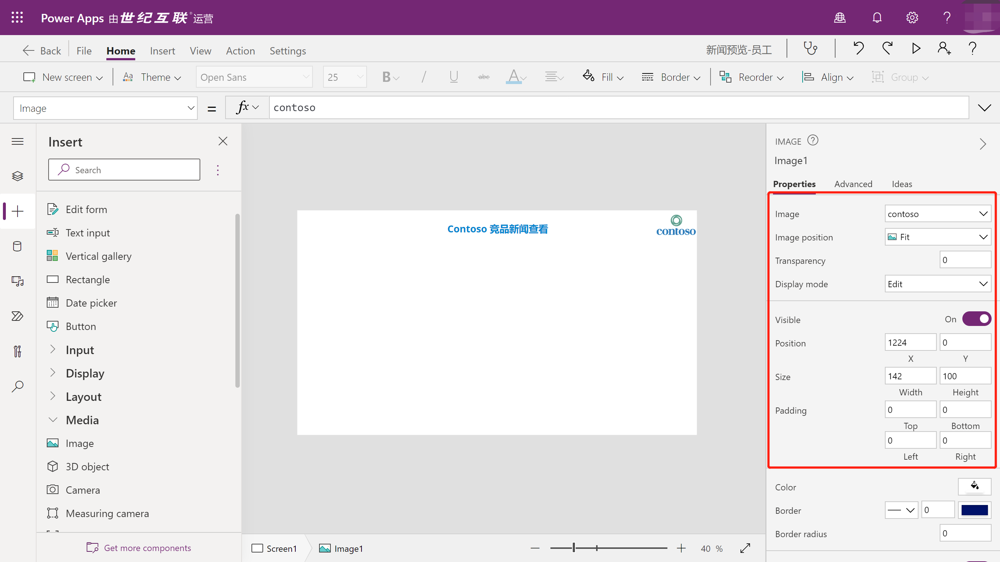 Power Apps 由世纪互联®运营
Back File Home Insert View Action Settings 新闻预览-员工
New screen Aa Theme Open Sans 25 B / U abc A Fill Border Reorder Align Group
Image = fx contoso
Insert
Search
Edit form
Text input
Vertical gallery
Rectangle
Date picker
Button
Input
Display
Layout
Media
Image
3D object
Camera
Measuring camera
Get more components
Contoso 竞品新闻查看
contoso
Screen1 Image1 40 %
IMAGE
Image1
Properties Advanced Ideas
Image contoso
Image position Fit
Transparency 0
Display mode Edit
Visible On
Position 1224 0
X Y
Size 142 100
Width Height
Padding 0 0
Top Bottom
0 0
Left Right
Color
Border 0
Border radius 0